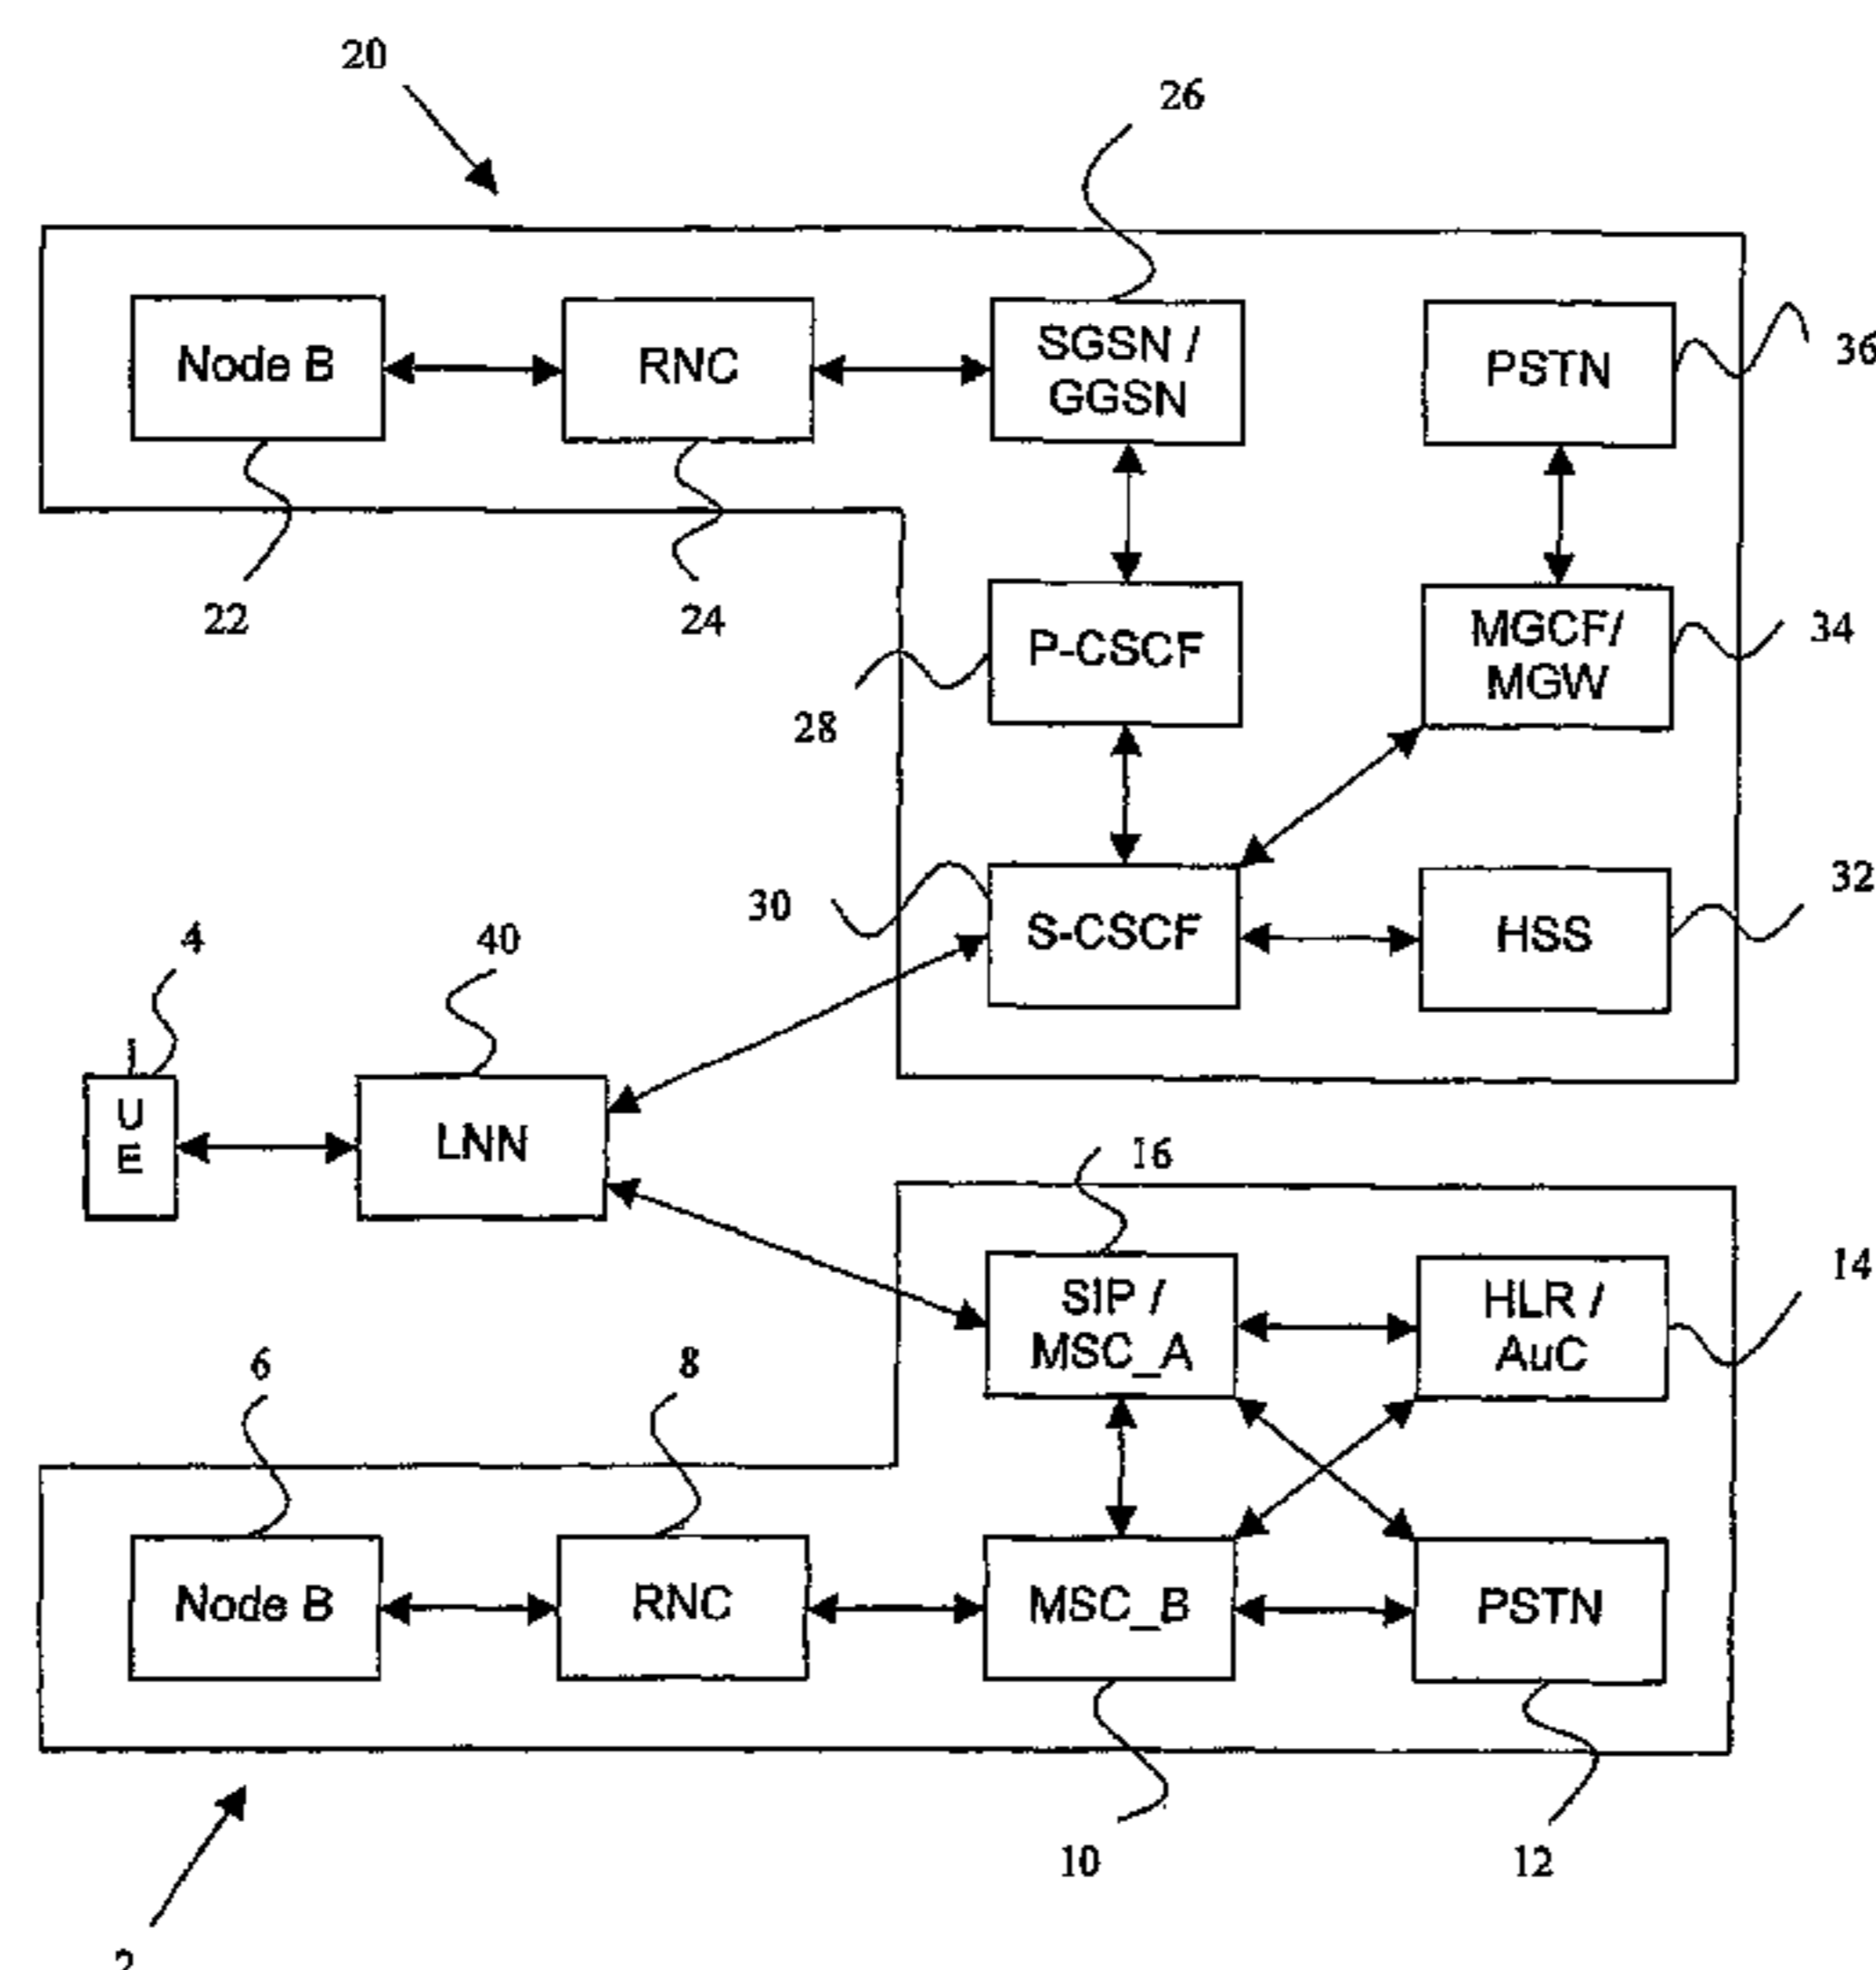 20
26
Node B
RNC
SGSN /
GGSN
PSTN
36
22
24
P-CSCF
28
MGCF/
MGW
34
30
S-CSCF
HSS
32
4
40
U
E
LNN
16
SIP /
MSC_A
HLR /
AuC
14
6
8
Node B
RNC
MSC_B
PSTN
10
12
2